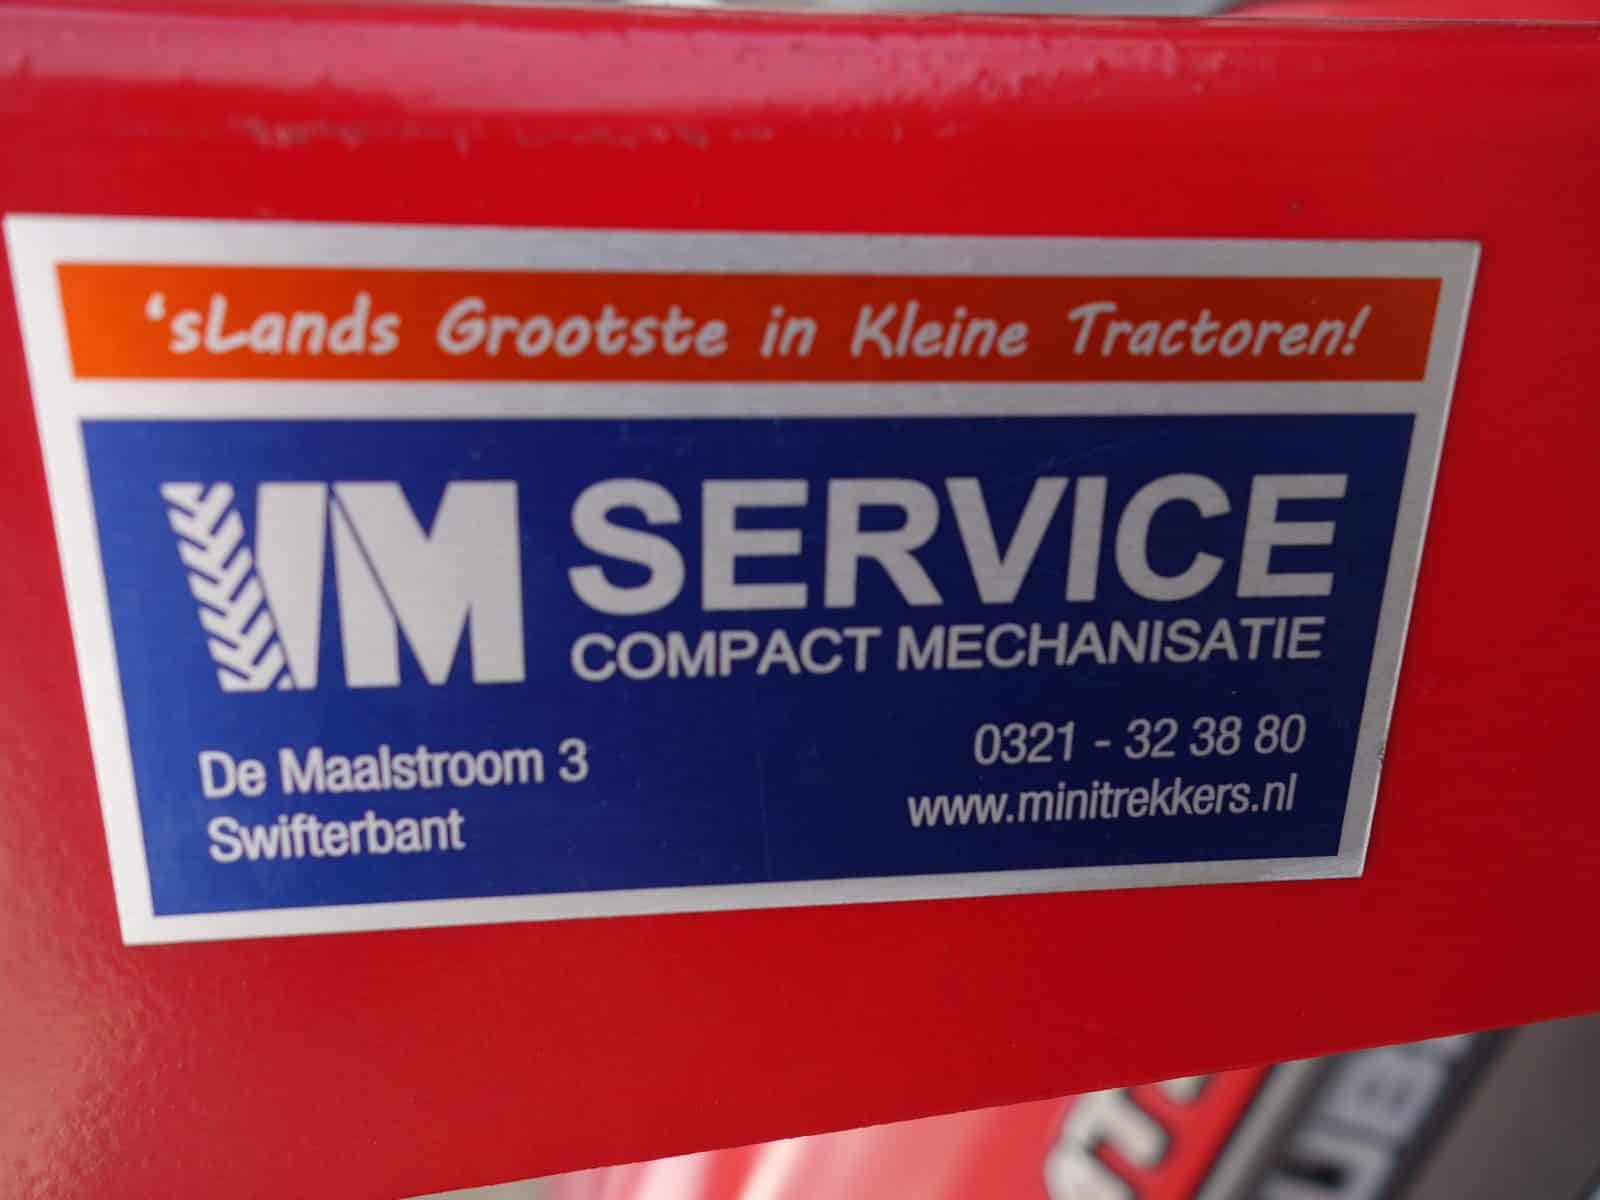 'sLands Grootste in Kleine Tractoren!
IM SERVICE
COMPACT MECHANISATIE
De Maalstroom 3
Swifterbant
0321 - 32 38 80
www.minitrekkers.nl